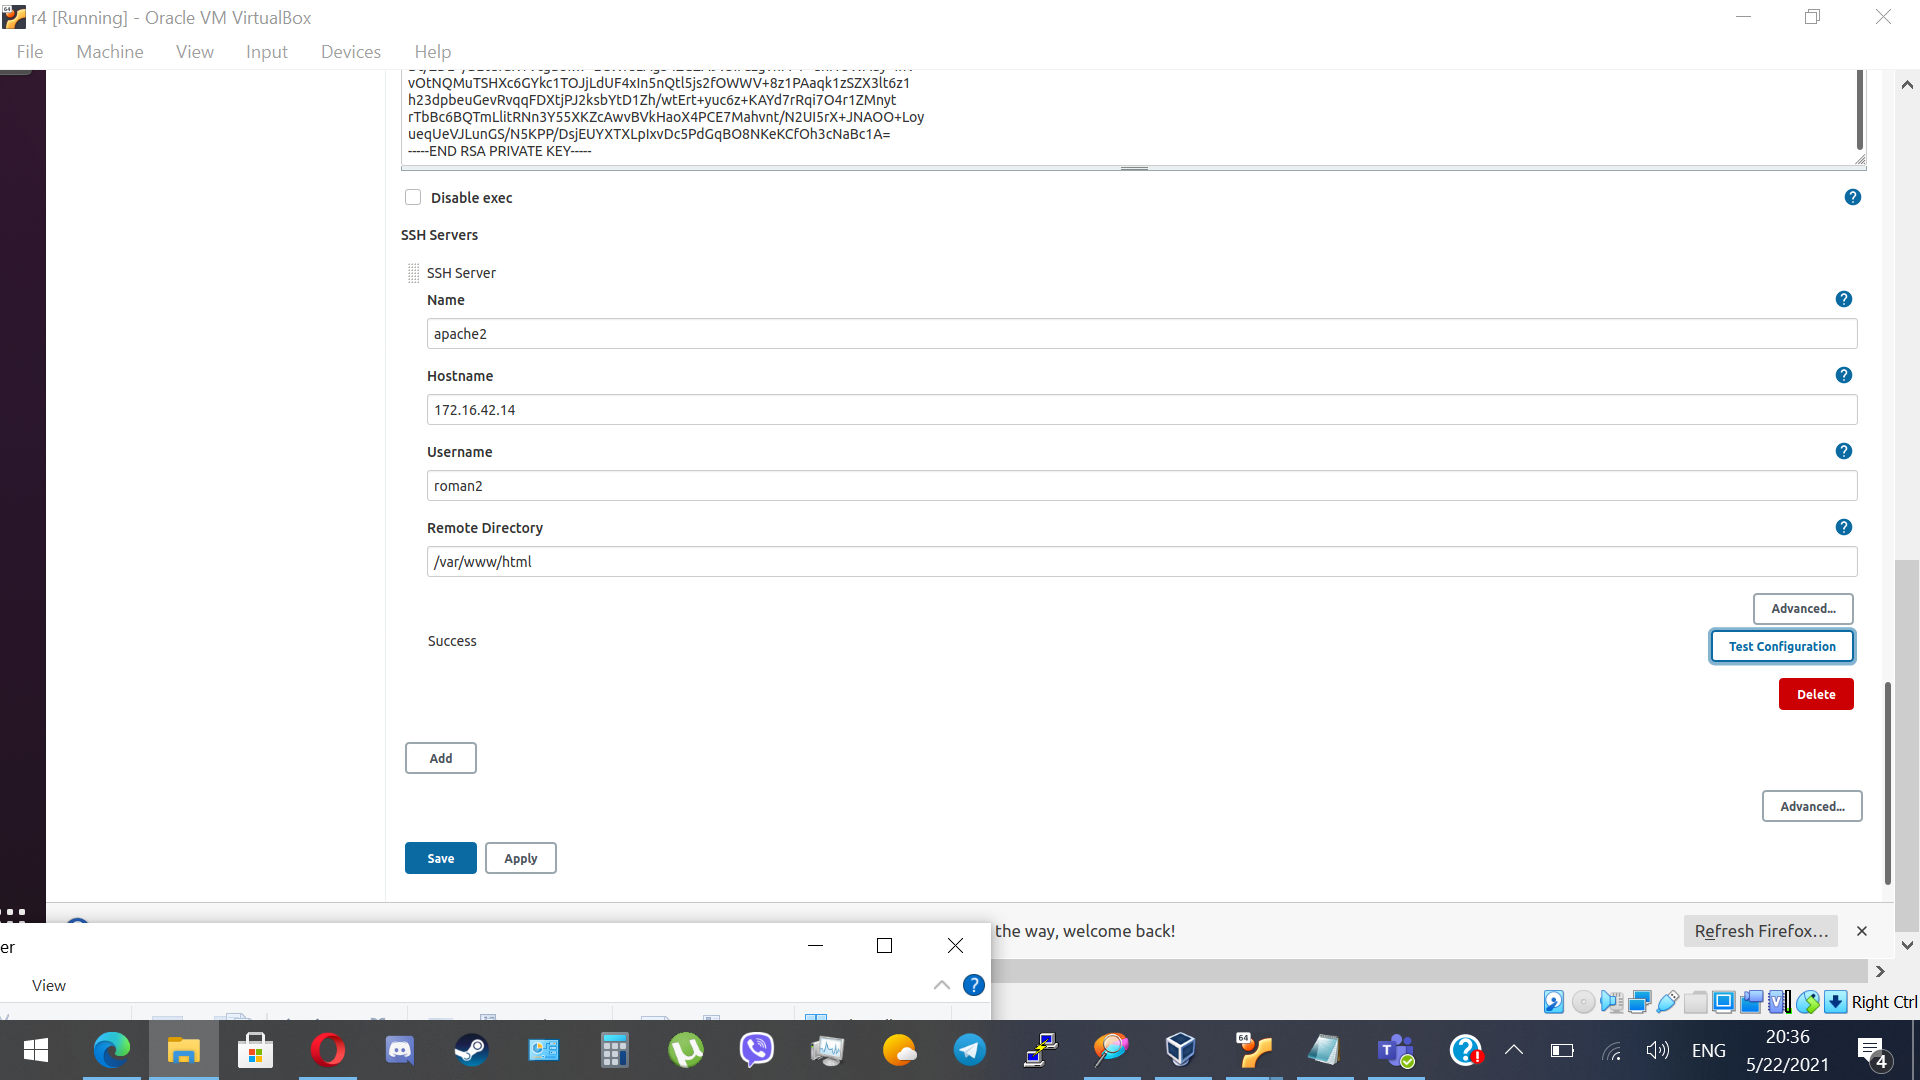 r4 [Running] - Oracle VM VirtualBox
File Machine View Input Devices Help
vOtNQMuTSHXc6GYkc1TOJjLdUF4xIn5nQtl5js2fOWWV+8z1PAaqk1zSZX3lt6z1
h23dpbeuGevRvqqFDXtjPJ2ksbYtD1Zh/wtErt+yuc6z+KAYd7rRqi7O4r1ZMnyt
rTbBc6BQTmLlitRNn3Y55XKZcAwvBVkHaoX4PCE7Mahvnt/N2UI5rX+JNAOO+Loy
ueqUeVJLunGS/N5KPP/DsjEUYXTXLpIxvDc5PdGqBO8NKeKCfOh3cNaBc1A=
-----END RSA PRIVATE KEY-----
Disable exec
SSH Servers
SSH Server
Name
apache2
Hostname
172.16.42.14
Username
roman2
Remote Directory
/var/www/html
Advanced...
Success
Test Configuration
Delete
Add
Advanced...
Save Apply
the way, welcome back!
Refresh Firefox...
er
View
Right Ctrl
64
ENG
20:36
5/22/2021
4